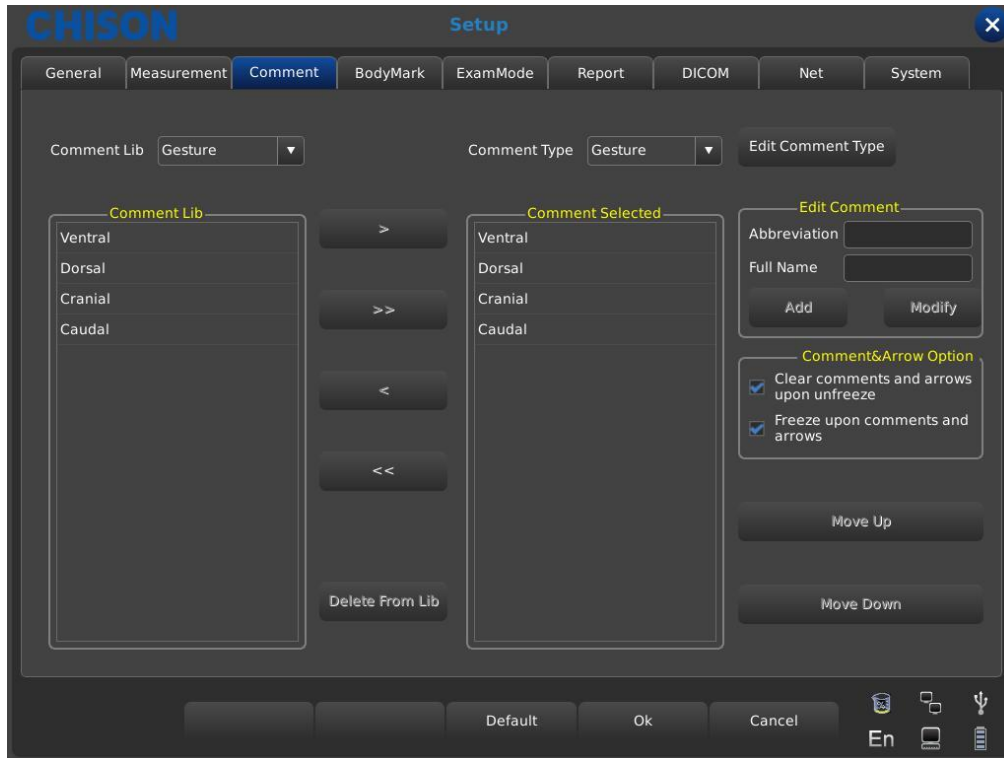 CHISON
Setup
General Measurement Comment BodyMark ExamMode Report DICOM Net System
Comment Lib Gesture Comment Type Gesture Edit Comment Type
Comment Lib
Ventral
Dorsal
Cranial
Caudal
>
>>
<
<<
Delete From Lib
Comment Selected
Ventral
Dorsal
Cranial
Caudal
Edit Comment
Abbreviation
Full Name
Add Modify
Comment&Arrow Option
Clear comments and arrows
upon unfreeze
Freeze upon comments and
arrows
Move Up
Move Down
Default Ok Cancel
En